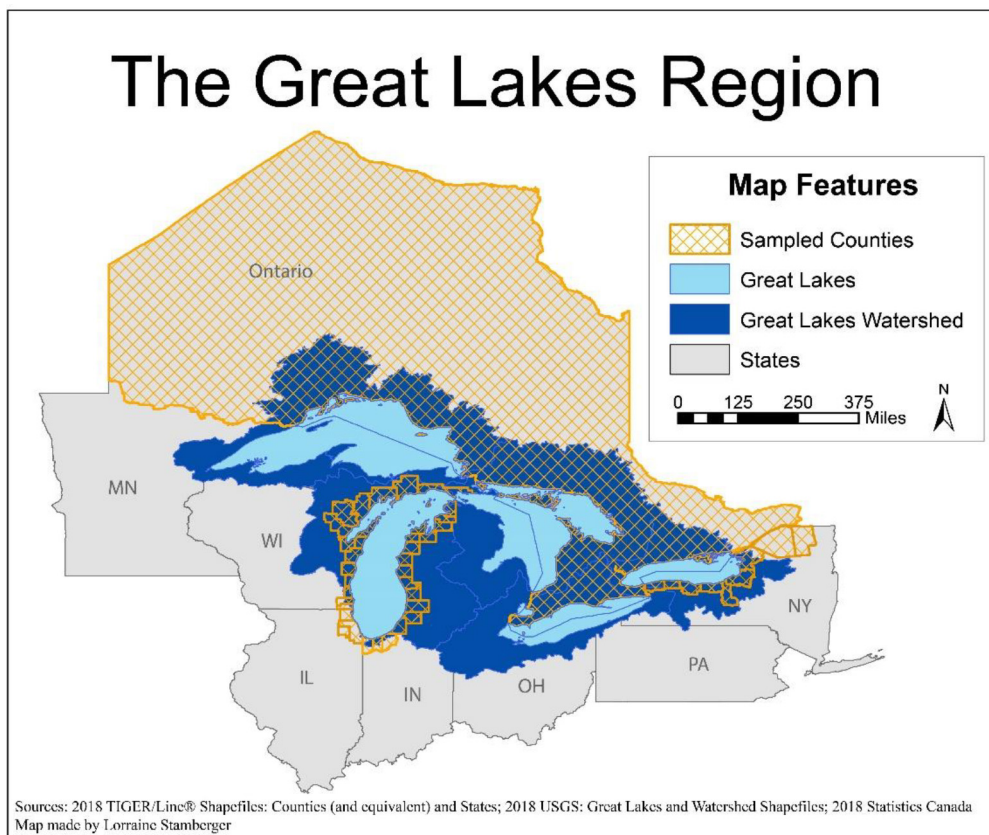 The Great Lakes Region
Map Features
Sampled Counties
Great Lakes
Great Lakes Watershed
States
0 125 250 375
Miles
N
Ontario
MN
WI
IL
IN
OH
PA
NY
Sources: 2018 TIGER/Line® Shapefiles: Counties (and equivalent) and States; 2018 USGS: Great Lakes and Watershed Shapefiles; 2018 Statistics Canada
Map made by Lorraine Stamberger